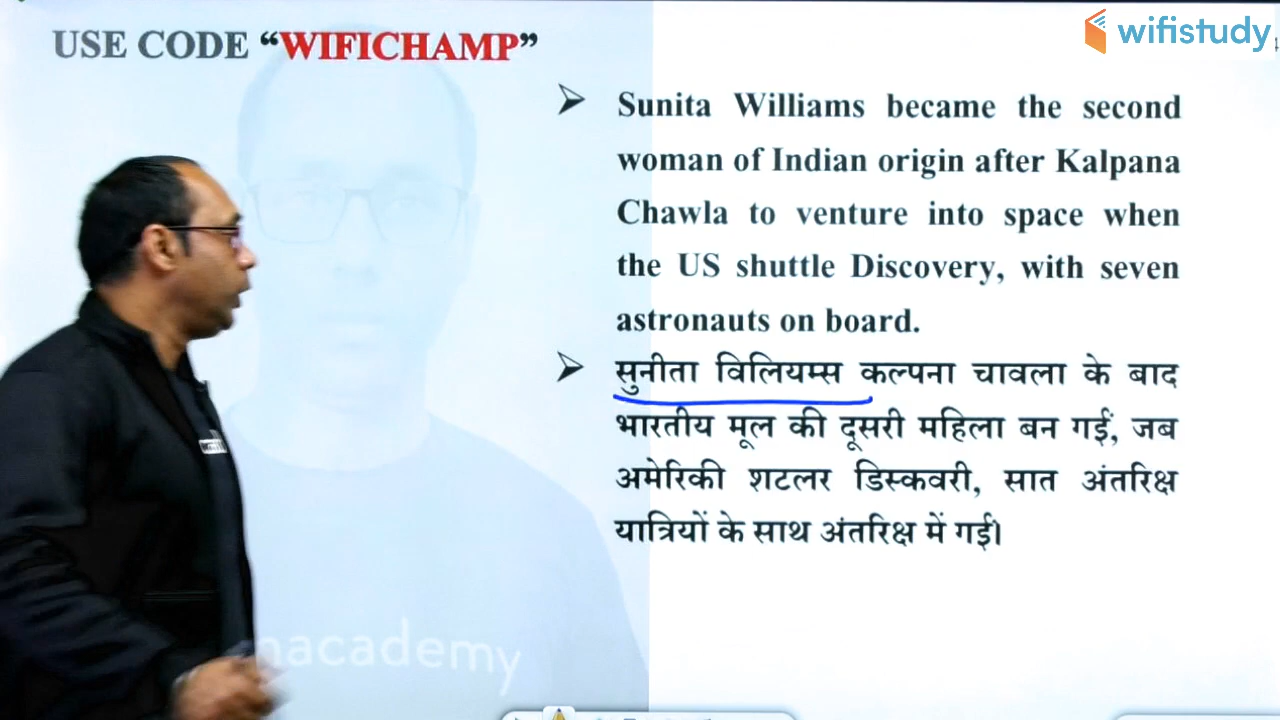 USE CODE “WIFICHAMP”
wifistudy
Sunita Williams became the second
woman of Indian origin after Kalpana
Chawla to venture into space when
the US shuttle Discovery, with seven
astronauts on board.
सुनीता विलियम्स कल्पना चावला के बाद
भारतीय मूल की दूसरी महिला बन गईं, जब
अमेरिकी शटलर डिस्कवरी, सात अंतरिक्ष
यात्रियों के साथ अंतरिक्ष में गई।
nacademy